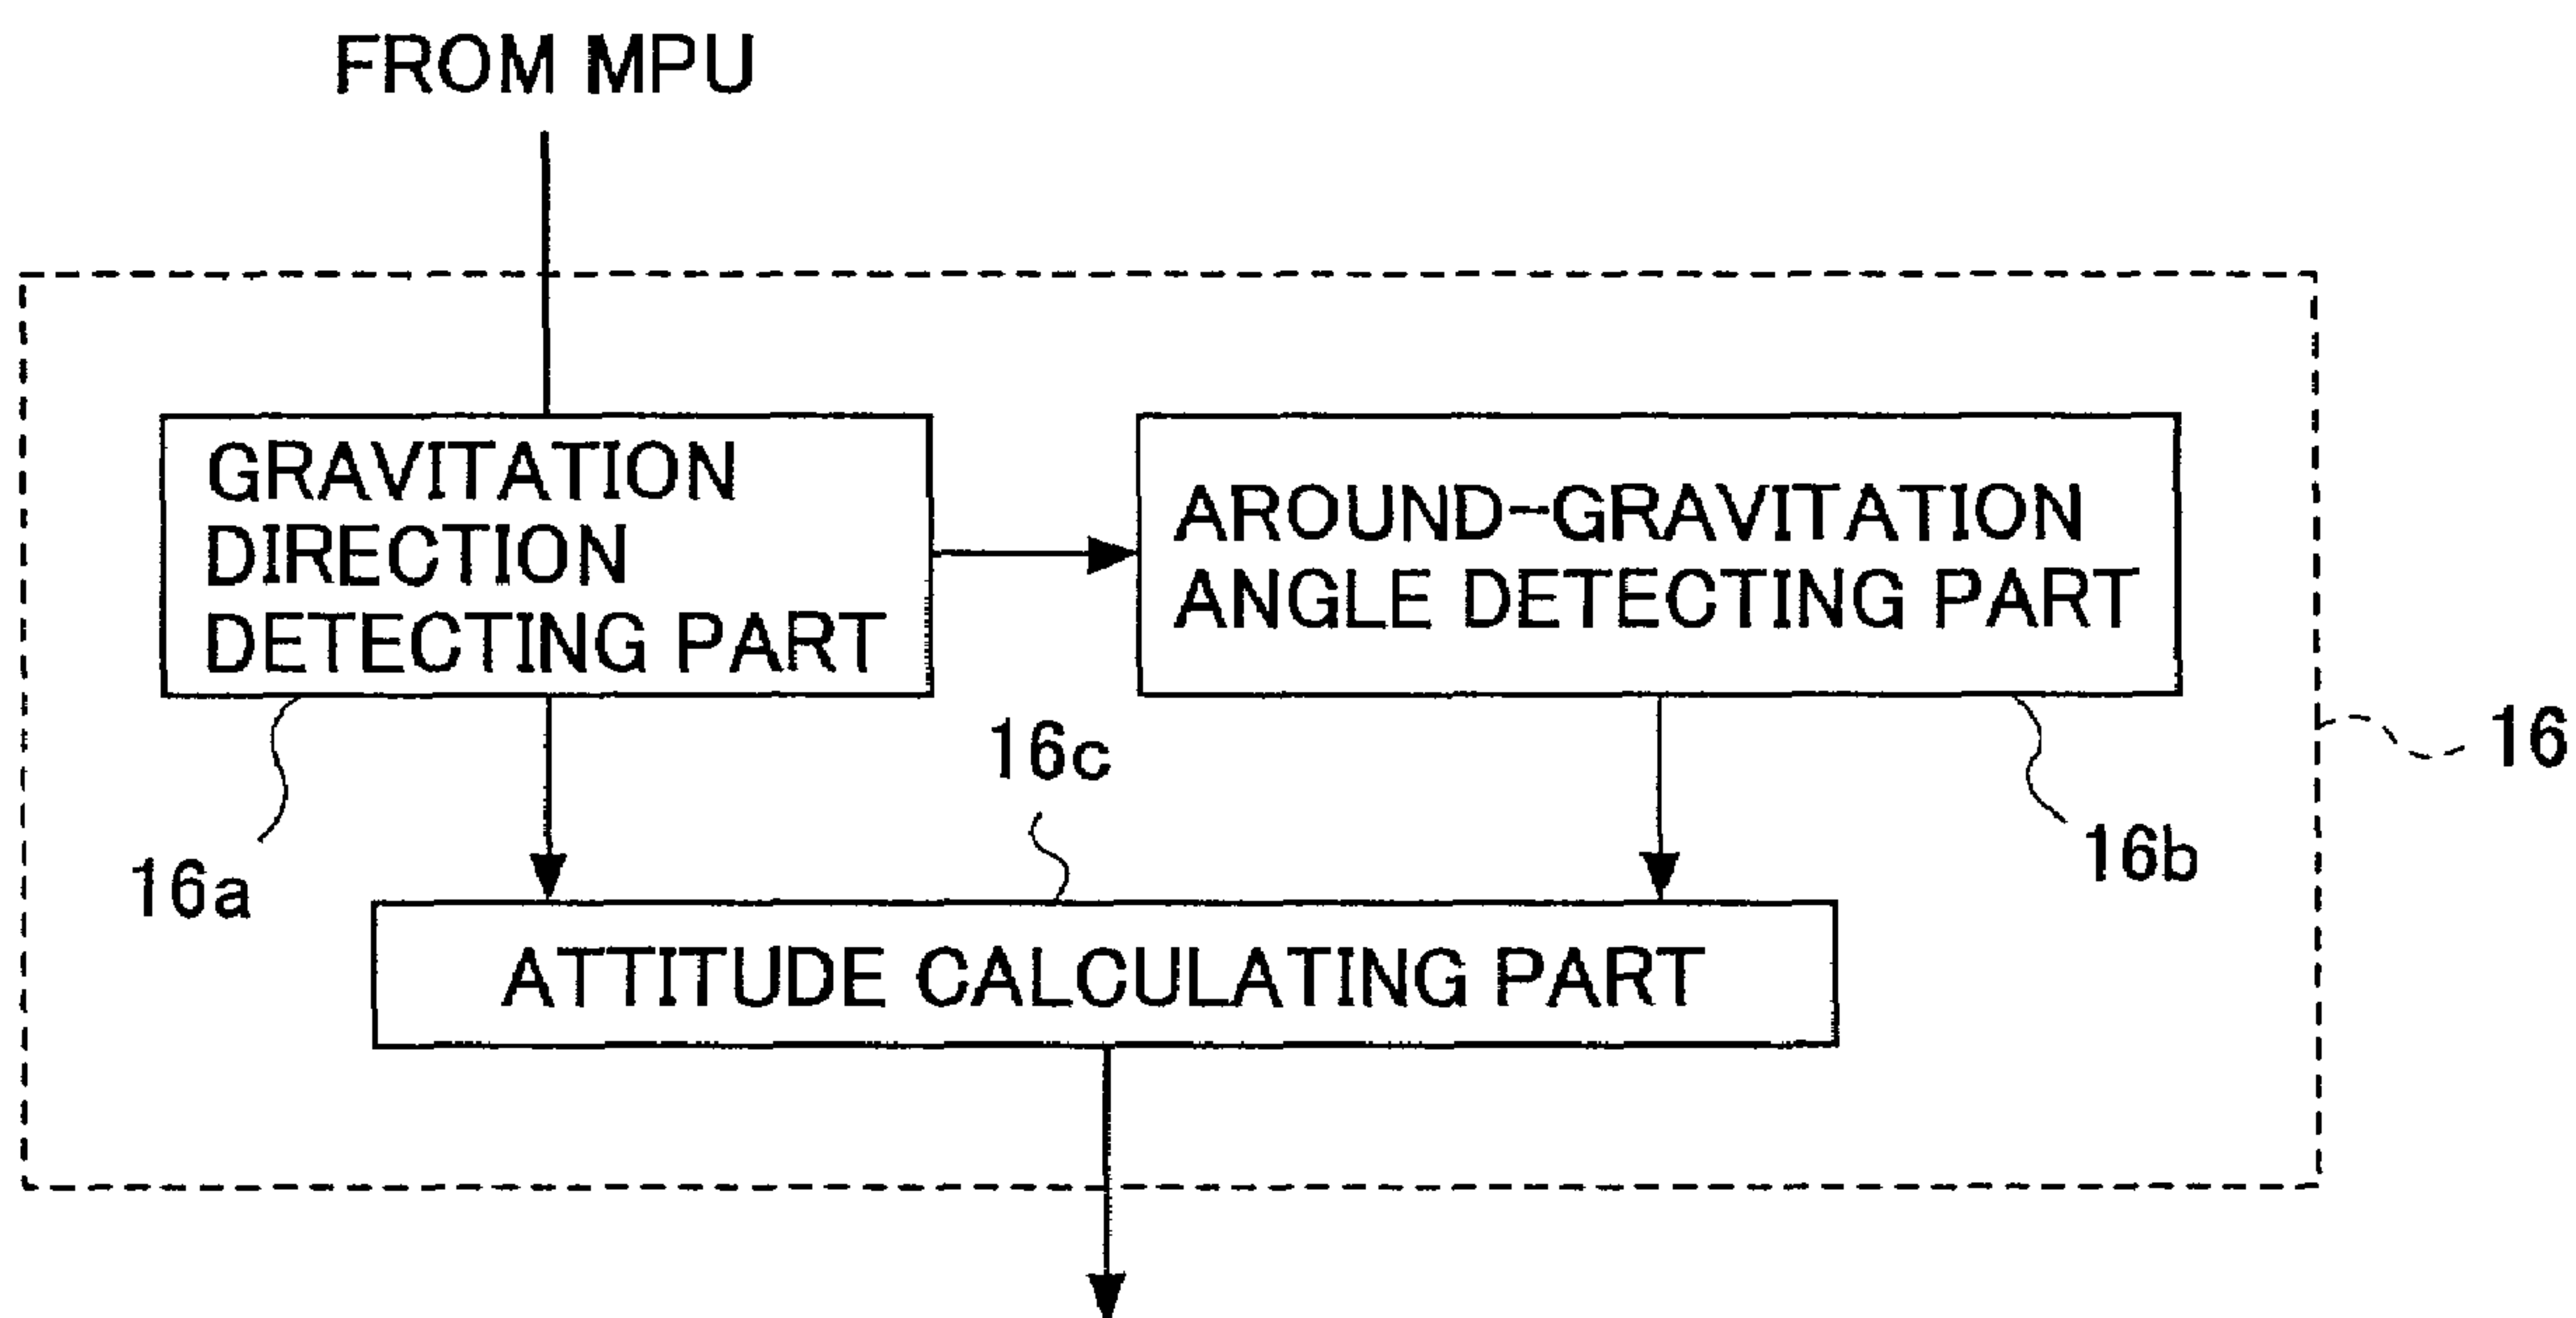 FROM MPU
GRAVITATION
DIRECTION
DETECTING PART
AROUND-GRAVITATION
ANGLE DETECTING PART
16c
16
16a
16b
ATTITUDE CALCULATING PART